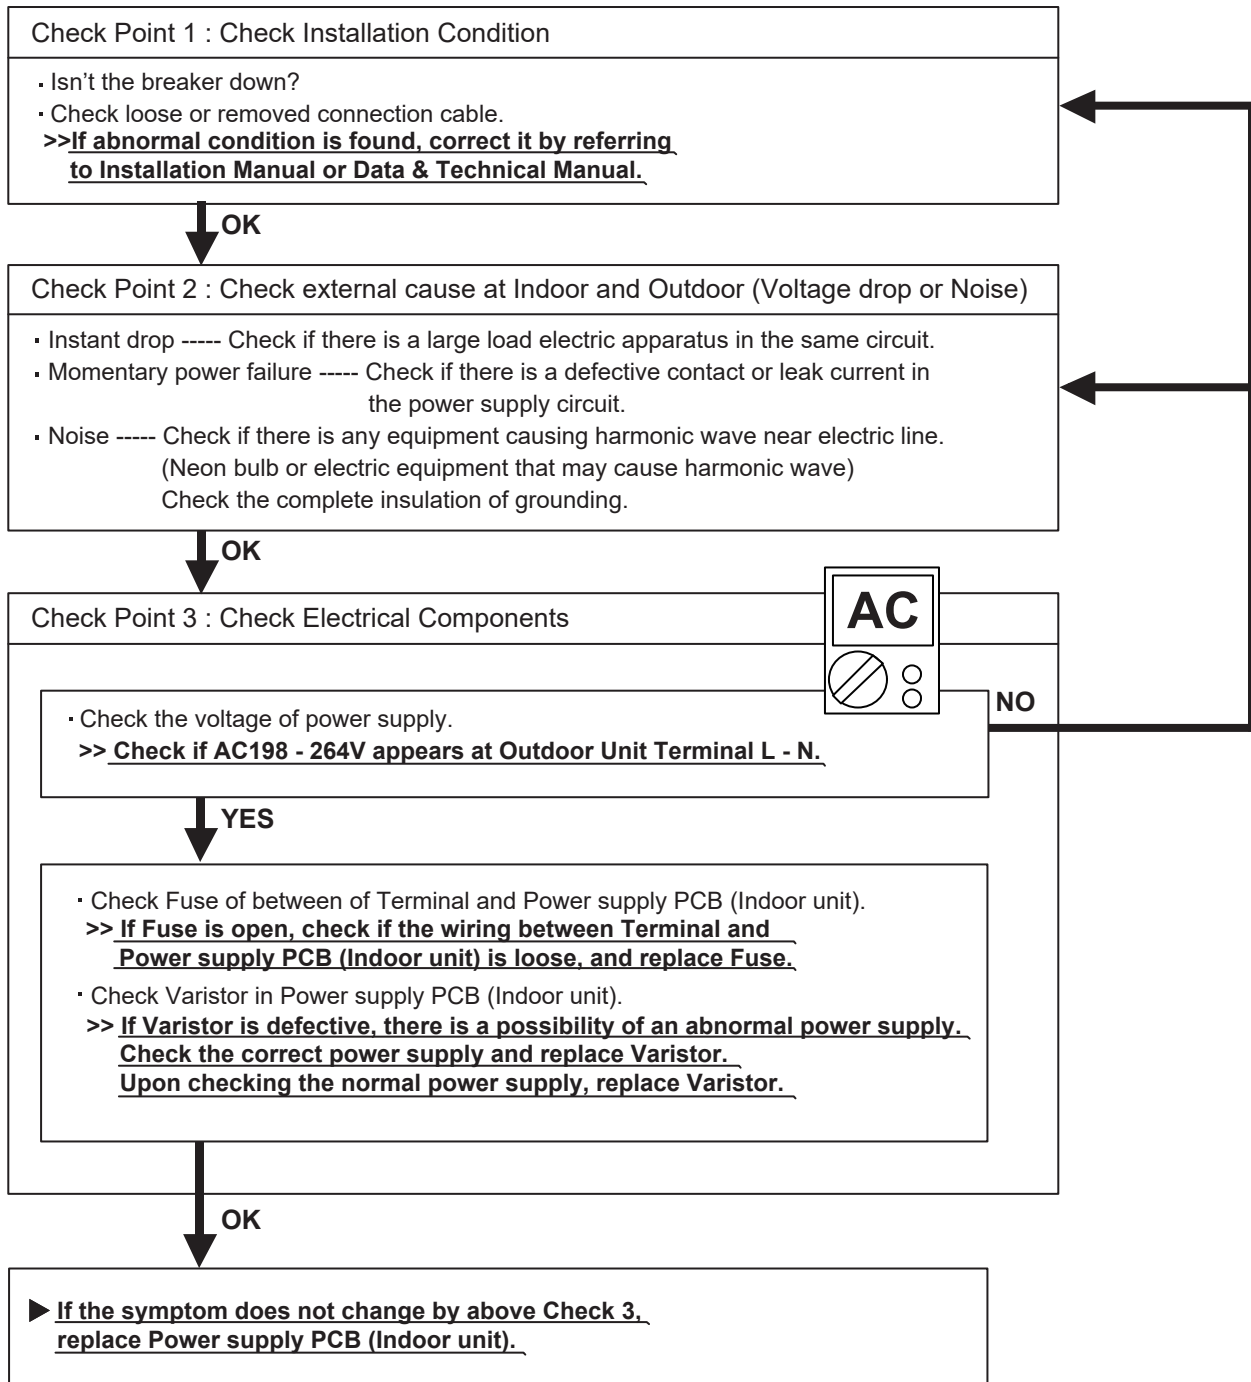 Check Point 1 : Check Installation Condition
· Isn't the breaker down?
· Check loose or removed connection cable.
>>If abnormal condition is found, correct it by referring
to Installation Manual or Data & Technical Manual.
OK
Check Point 2 : Check external cause at Indoor and Outdoor (Voltage drop or Noise)
· Instant drop ----- Check if there is a large load electric apparatus in the same circuit.
· Momentary power failure ----- Check if there is a defective contact or leak current in
the power supply circuit.
· Noise ----- Check if there is any equipment causing harmonic wave near electric line.
(Neon bulb or electric equipment that may cause harmonic wave)
Check the complete insulation of grounding.
OK
Check Point 3 : Check Electrical Components
AC
NO
· Check the voltage of power supply.
>> Check if AC198 - 264V appears at Outdoor Unit Terminal L - N.
YES
· Check Fuse of between of Terminal and Power supply PCB (Indoor unit).
>> If Fuse is open, check if the wiring between Terminal and
Power supply PCB (Indoor unit) is loose, and replace Fuse.
· Check Varistor in Power supply PCB (Indoor unit).
>> If Varistor is defective, there is a possibility of an abnormal power supply.
Check the correct power supply and replace Varistor.
Upon checking the normal power supply, replace Varistor.
OK
▶ If the symptom does not change by above Check 3,
replace Power supply PCB (Indoor unit).